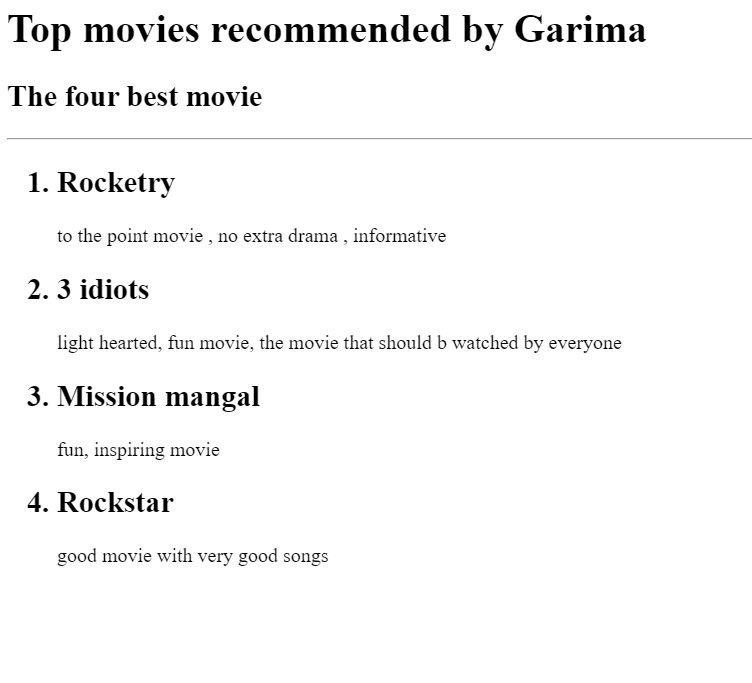 Top movies recommended by Garima
The four best movie
1. Rocketry
to the point movie , no extra drama , informative
2. 3 idiots
light hearted, fun movie, the movie that should b watched by everyone
3. Mission mangal
fun, inspiring movie
4. Rockstar
good movie with very good songs